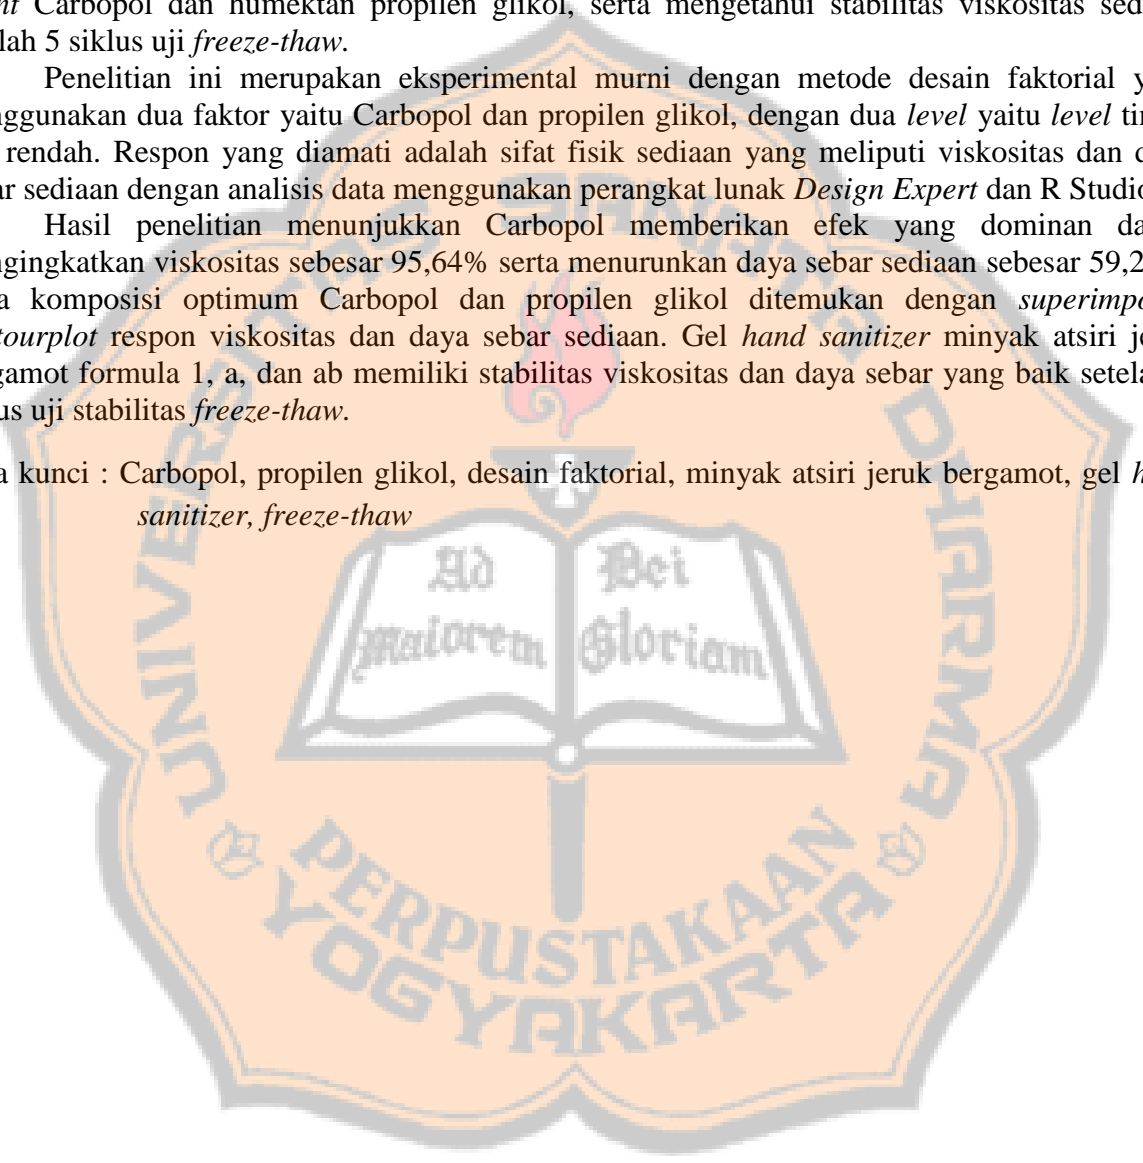 nt Carbopol dan humektan propilen glikol, serta mengetahui stabilitas viskositas sed
lah 5 siklus uji freeze-thaw.
Penelitian ini merupakan eksperimental murni dengan metode desain faktorial y
nggunakan dua faktor yaitu Carbopol dan propilen glikol, dengan dua level yaitu level tin
rendah. Respon yang diamati adalah sifat fisik sediaan yang meliputi viskositas dan d
ar sediaan dengan analisis data menggunakan perangkat lunak Design Expert dan R Studio
Hasil penelitian menunjukkan Carbopol memberikan efek yang dominan da
ngingkatkan viskositas sebesar 95,64% serta menurunkan daya sebar sediaan sebesar 59,2
a komposisi optimum Carbopol dan propilen glikol ditemukan dengan superimpo
tourplot respon viskositas dan daya sebar sediaan. Gel hand sanitizer minyak atsiri je
gamot formula 1, a, dan ab memiliki stabilitas viskositas dan daya sebar yang baik setela
us uji stabilitas freeze-thaw.
a kunci : Carbopol, propilen glikol, desain faktorial, minyak atsiri jeruk bergamot, gel h
sanitizer, freeze-thaw
UNIVERSITAS SANATA DHARMA
Ad Dei
maiorem Gloriam
PERPUSTAKAAN
YOGYAKARTA